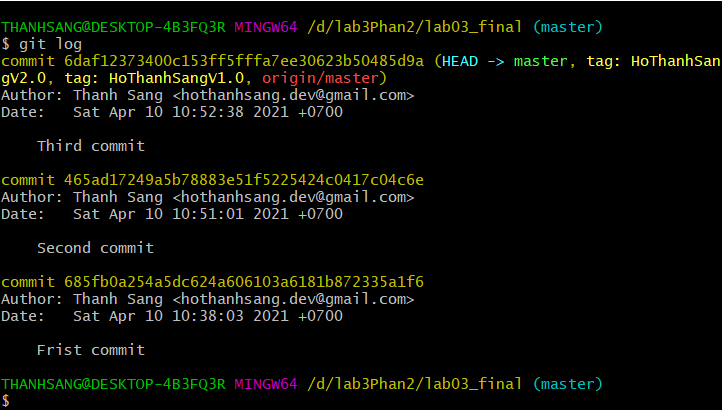 THANHSANG@DESKTOP-4B3FQ3R MINGW64 /d/lab3Phan2/lab03_final (master)
$ git log
commit 6daf12373400c153ff5fffa7ee30623b50485d9a (HEAD -> master, tag: HoThanhSan
gV2.0, tag: HoThanhSangV1.0, origin/master)
Author: Thanh Sang <hothanhsang.dev@gmail.com>
Date:   Sat Apr 10 10:52:38 2021 +0700
    Third commit
commit 465ad17249a5b78883e51f5225424c0417c04c6e
Author: Thanh Sang <hothanhsang.dev@gmail.com>
Date:   Sat Apr 10 10:51:01 2021 +0700
    Second commit
commit 685fb0a254a5dc624a606103a6181b872335a1f6
Author: Thanh Sang <hothanhsang.dev@gmail.com>
Date:   Sat Apr 10 10:38:03 2021 +0700
    Frist commit
THANHSANG@DESKTOP-4B3FQ3R MINGW64 /d/lab3Phan2/lab03_final (master)
$